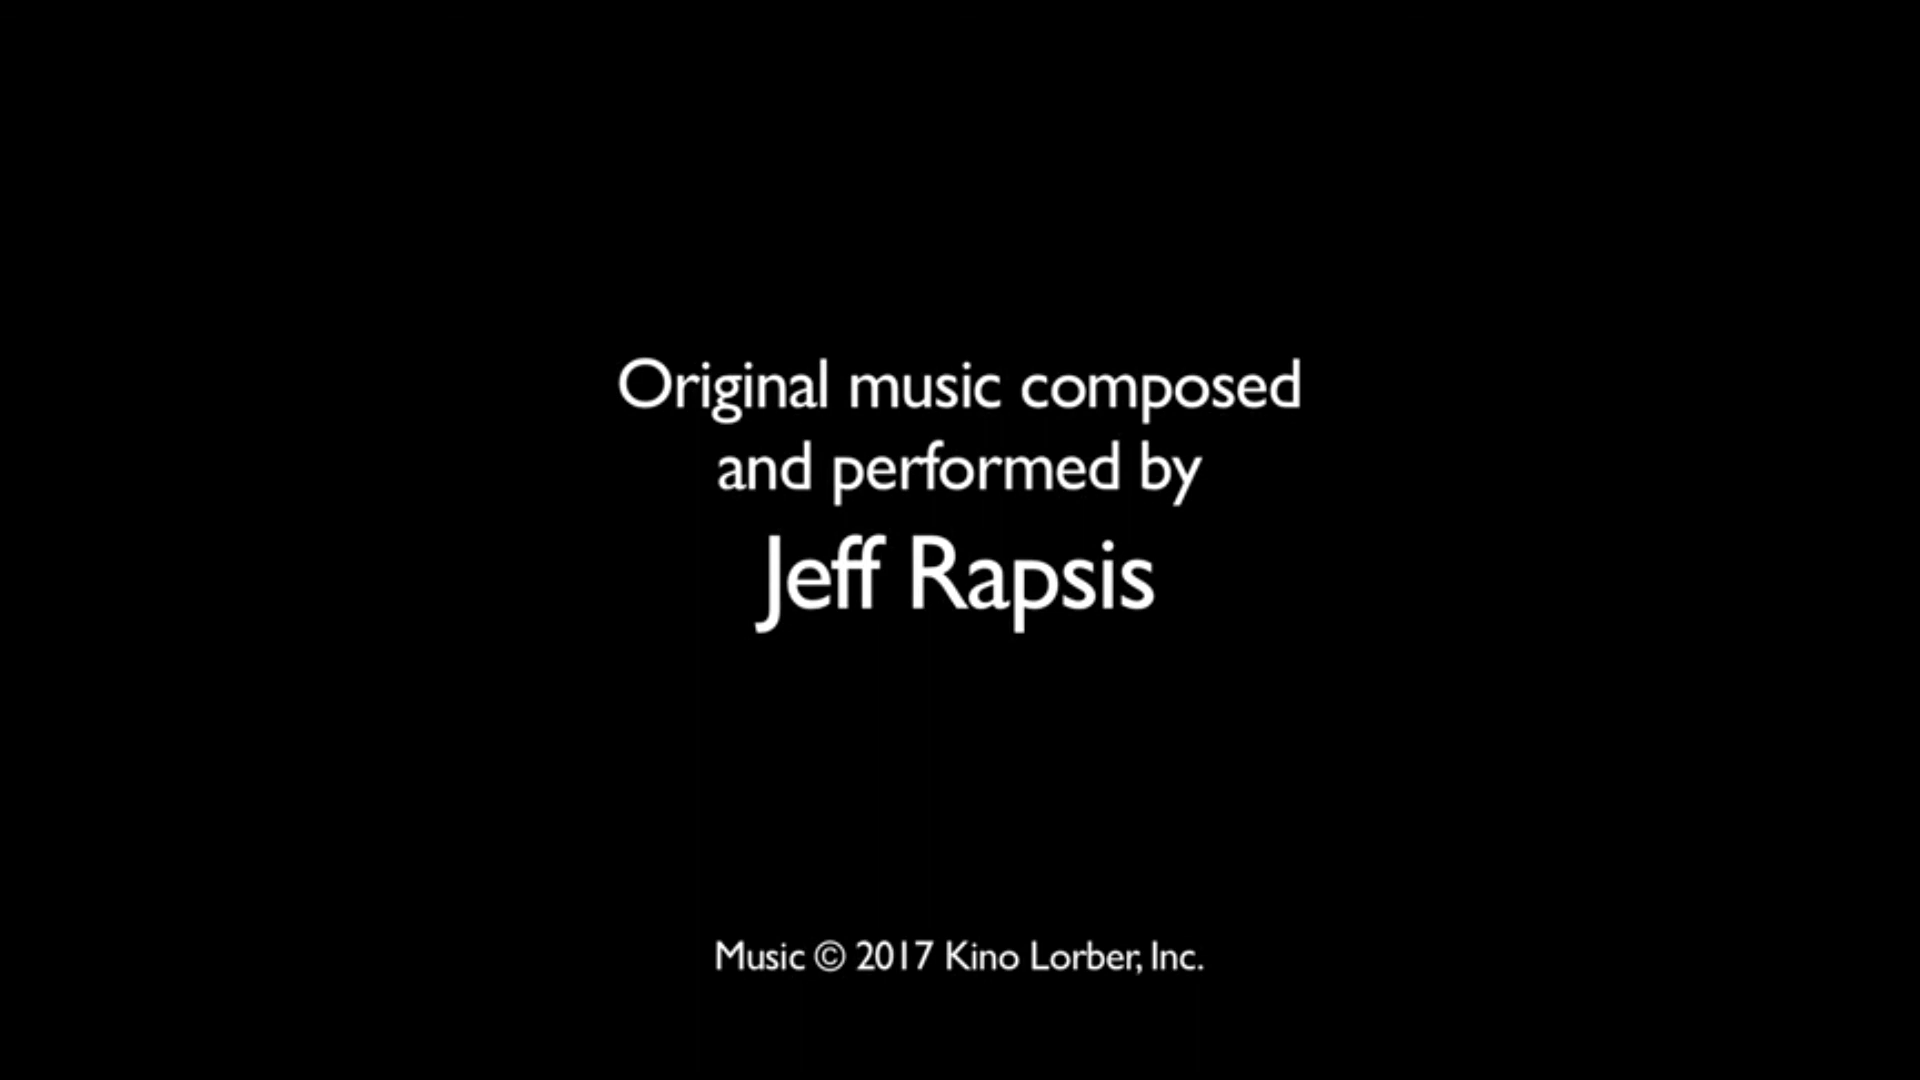 Original music composed
and performed by
Jeff Rapsis
Music © 2017 Kino Lorber, Inc.